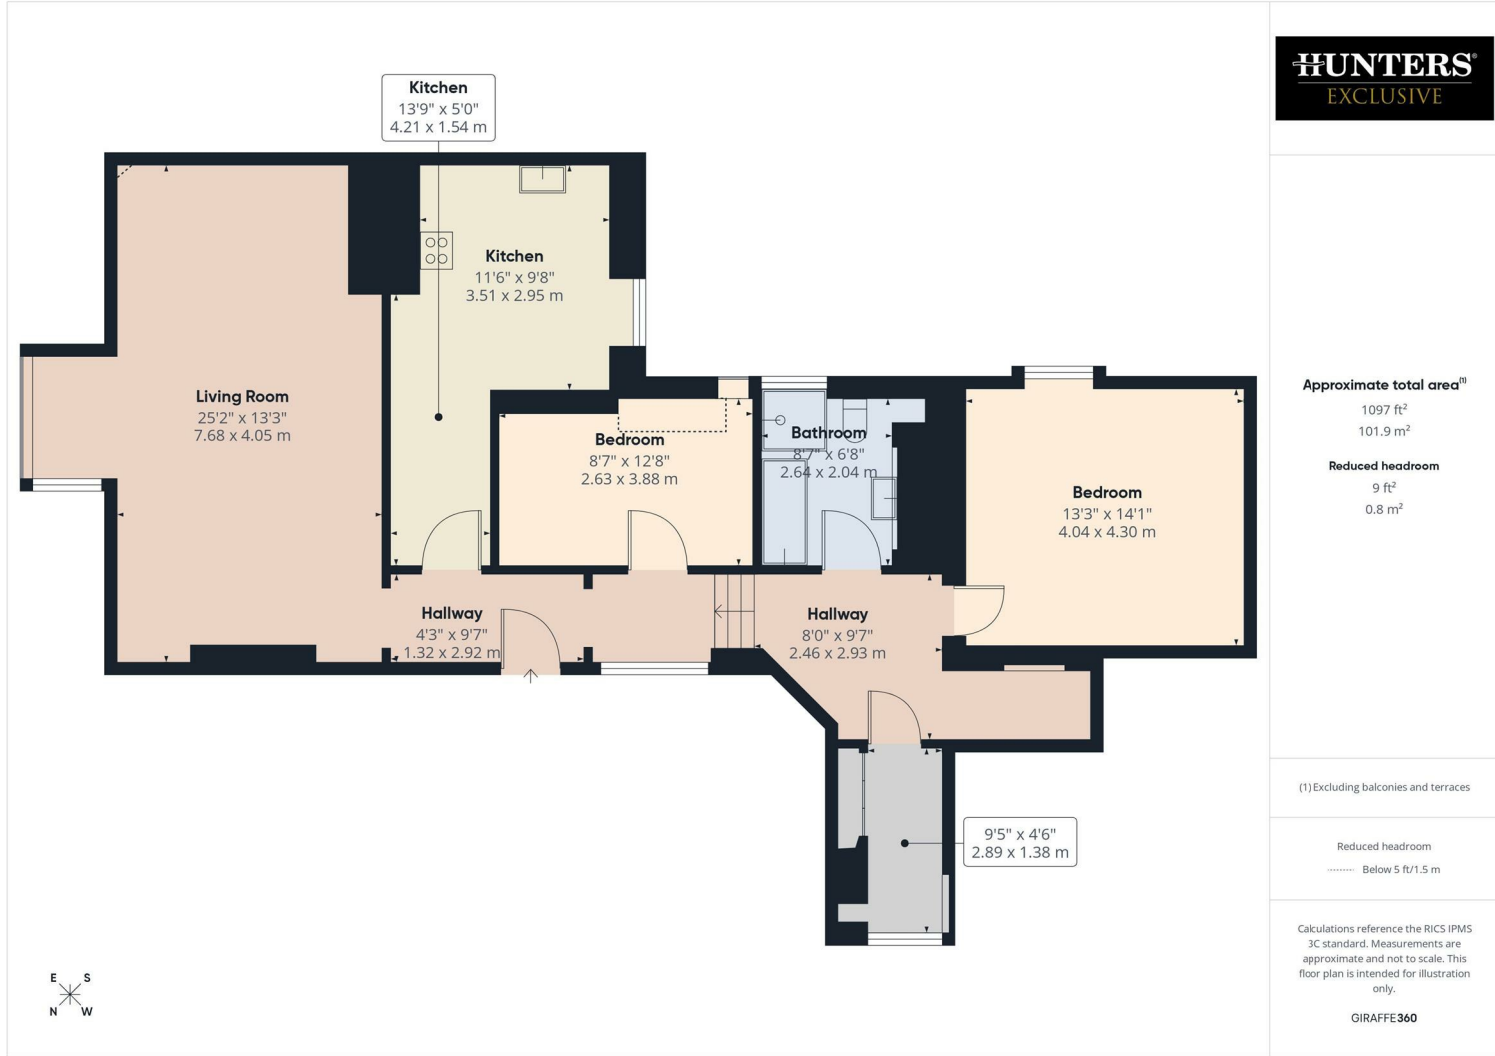 Kitchen
13'9" x 5'0"
4.21 x 1.54 m
HUNTERS®
EXCLUSIVE
Kitchen
11'6" x 9'8"
3.51 x 2.95 m
Living Room
25'2" x 13'3"
7.68 x 4.05 m
Bedroom
8'7" x 12'8"
2.63 x 3.88 m
Bathroom
8'7" x 6'8"
2.64 x 2.04 m
Bedroom
13'3" x 14'1"
4.04 x 4.30 m
Hallway
4'3" x 9'7"
1.32 x 2.92 m
Hallway
8'0" x 9'7"
2.46 x 2.93 m
9'5" x 4'6"
2.89 x 1.38 m
E S
N W
Approximate total area(1)
1097 ft²
101.9 m²
Reduced headroom
9 ft²
0.8 m²
(1) Excluding balconies and terraces
Reduced headroom
Below 5 ft/1.5 m
Calculations reference the RICS IPMS
3C standard. Measurements are
approximate and not to scale. This
floor plan is intended for illustration
only.
GIRAFFE360